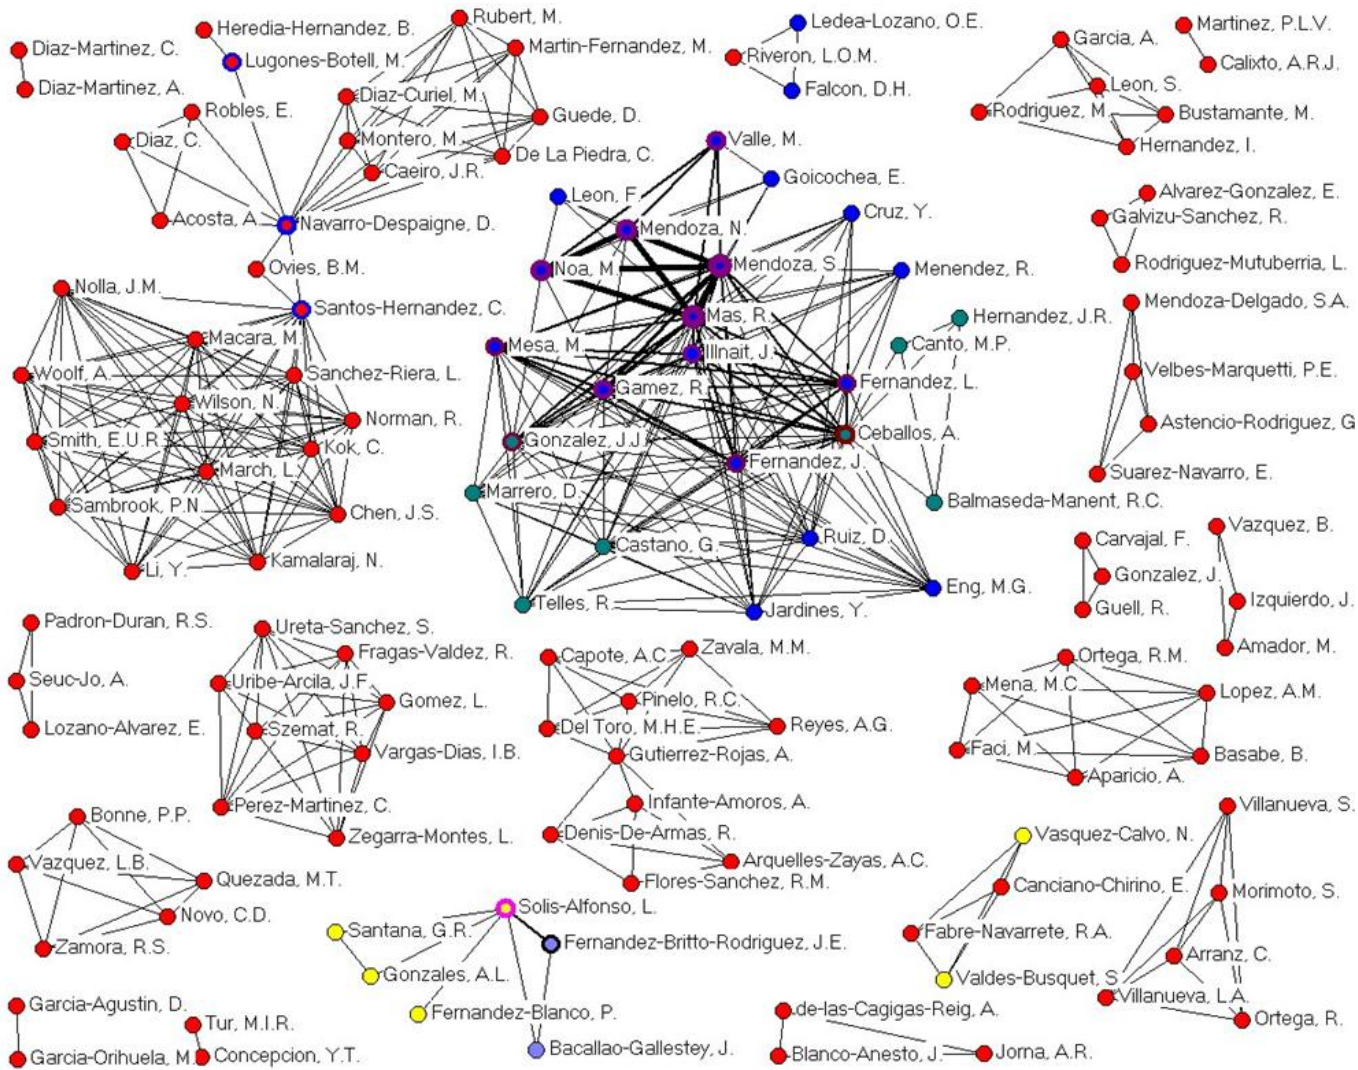 Diaz-Martinez, C.
Diaz-Martinez, A.
Heredia-Hernandez, B.
Lugones-Botell, M.
Rubert, M.
Martin-Fernandez, M.
Diaz-Curiel, M.
Guede, D.
Montero, M.
De La Piedra, C.
Caeiro, J.R.
Robles, E.
Diaz, C.
Acosta, A.
Navarro-Despaigne, D.
Ovies, B.M.
Santos-Hernandez, C.
Nolla, J.M.
Macara, M.
Woolf, A.
Sanchez-Riera, L.
Wilson, N.
Norman, R.
Smith, E.U.R
Kok, C.
March, L.
Sambrook, P.N.
Chen, J.S.
Kamalaraj, N.
Li, Y.
Ledea-Lozano, O.E.
Riveron, L.O.M.
Falcon, D.H.
Garcia, A.
Leon, S.
Rodriguez, M.
Bustamante, M.
Hernandez, I.
Martinez, P.L.V.
Calixto, A.R.J.
Valle, M.
Goicochea, E.
Leon, F.
Cruz, Y.
Mendoza, N.
Mendoza, S.
Noa, M.
Menendez, R.
Mas, R.
Hernandez, J.R.
Mesa, M.
Illnait, J.
Canto, M.P.
Gamez, R
Fernandez, L.
Gonzalez, J.J.
Ceballos, A.
Fernandez, J.
Marrero, D.
Balmaseda-Manent, R.C.
Castano, G.
Ruiz, D.
Eng, M.G.
Telles, R.
Jardines, Y.
Alvarez-Gonzalez, E.
Galvizu-Sanchez, R.
Rodriguez-Mutuberria, L.
Mendoza-Delgado, S.A.
Velbes-Marquetti, P.E.
Astencio-Rodriguez, G
Suarez-Navarro, E.
Carvajal, F.
Gonzalez, J.
Guell, R.
Vazquez, B.
Izquierdo, J.
Amador, M.
Padron-Duran, R.S.
Seuc-Jo, A.
Lozano-Alvarez, E.
Ureta-Sanchez, S.
Fragas-Valdez, R.
Uribe-Arcila, J.F.
Gomez, L.
Szemat, R.
Vargas-Dias, I.B.
Perez-Martinez, C.
Zegarra-Montes, L.
Capote, A.C.
Zavala, M.M.
Pinelo, R.C.
Del Toro, M.H.E.
Reyes, A.G.
Gutierrez-Rojas, A.
Infante-Amoros, A.
Denis-De-Armas, R.
Arquelles-Zayas, A.C.
Flores-Sanchez, R.M.
Ortega, R.M.
Mena, M.C.
Lopez, A.M.
Faci, M.
Basabe, B.
Aparicio, A.
Bonne, P.P.
Vazquez, L.B.
Quezada, M.T.
Novo, C.D.
Zamora, R.S.
Solis-Alfonso, L.
Santana, G.R.
Fernandez-Britto-Rodriguez, J.E.
Gonzales, A.L.
Fernandez-Blanco, P.
Bacallao-Gallestey, J.
Vasquez-Calvo, N.
Canciano-Chirino, E.
Fabre-Navarrete, R.A.
Valdes-Busquet, S
Villanueva, S.
Morimoto, S.
Arranz, C.
Villanueva, L.A.
Ortega, R.
Garcia-Agustin, D.
Garcia-Orihuela, M.
Tur, M.I.R.
Concepcion, Y.T.
de-las-Cagigas-Reig, A.
Blanco-Anesto, J.
Jorna, A.R.